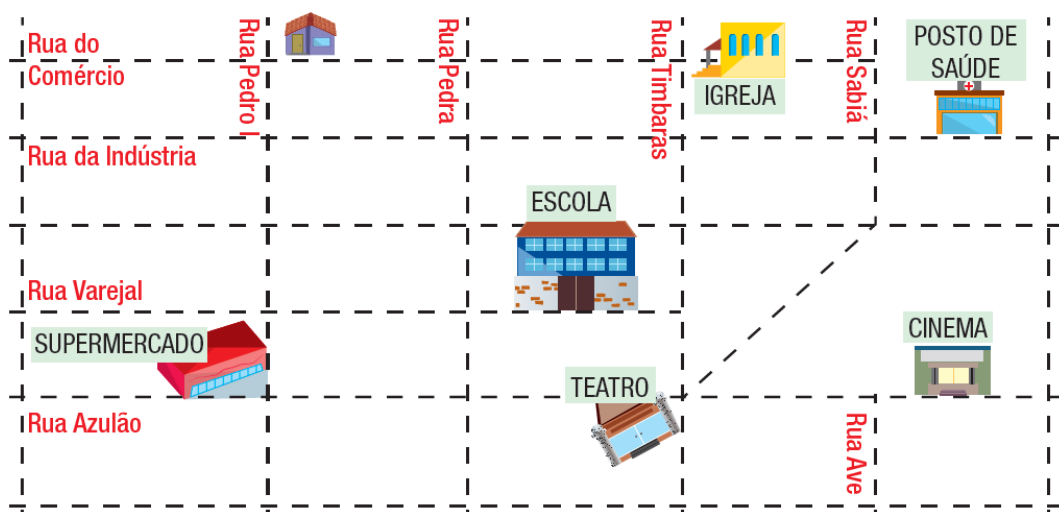 Rua do
Comércio
Rua Pedro I
Rua Pedra
Rua Timbaras
IGREJA
Rua Sabiá
POSTO DE
SAÚDE
Rua da Indústria
ESCOLA
Rua Varejal
SUPERMERCADO
CINEMA
TEATRO
Rua Azulão
Rua Ave